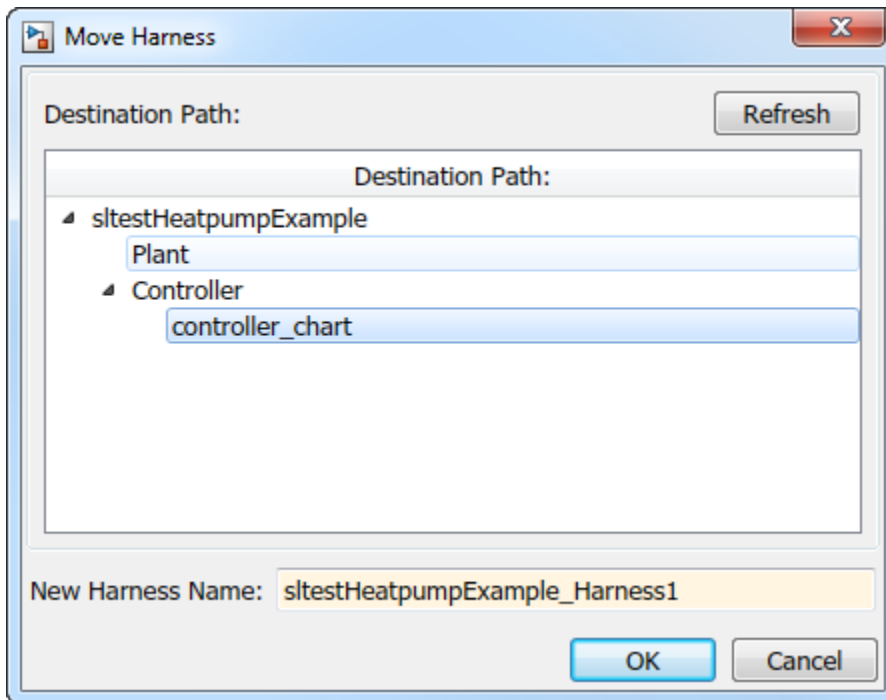 Move Harness
Destination Path:
Refresh
Destination Path:
sltestHeatpumpExample
Plant
Controller
controller_chart
New Harness Name: sltestHeatpumpExample_Harness1
OK Cancel